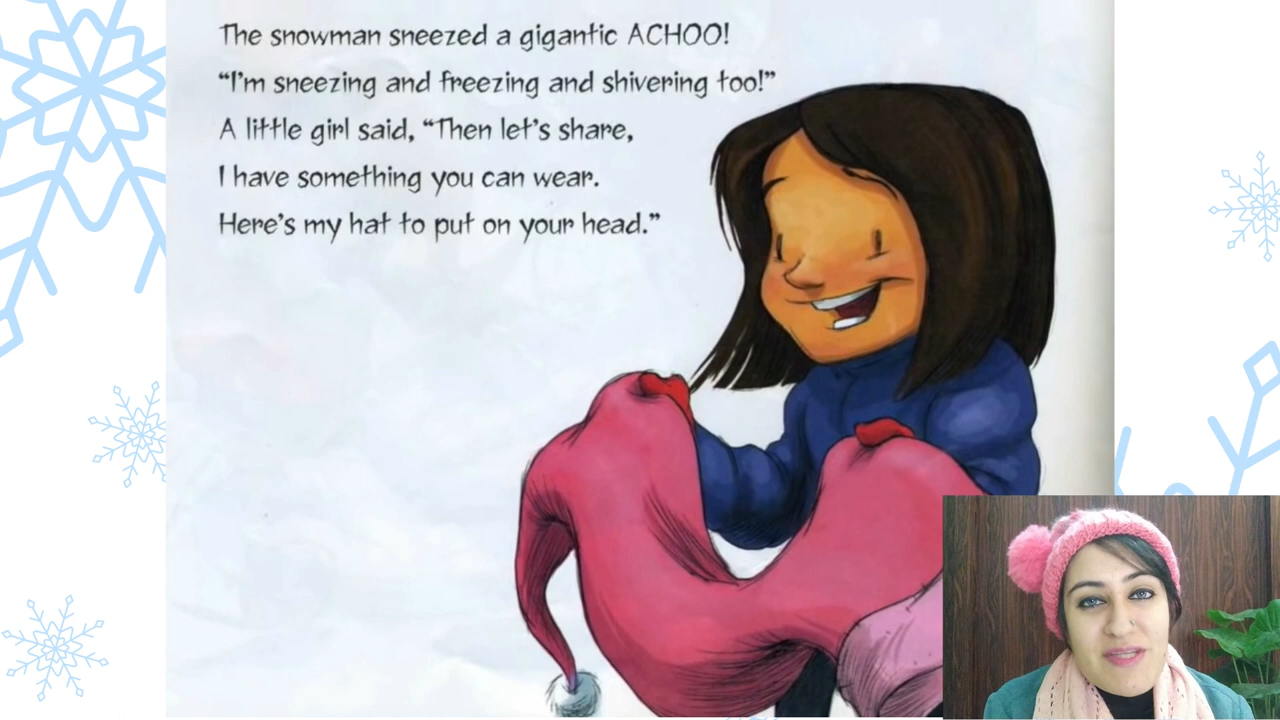 The snowman sneezed a gigantic ACHOO!
“I’m sneezing and freezing and shivering too!”
A little girl said, “Then let’s share,
I have something you can wear.
Here’s my hat to put on your head.”